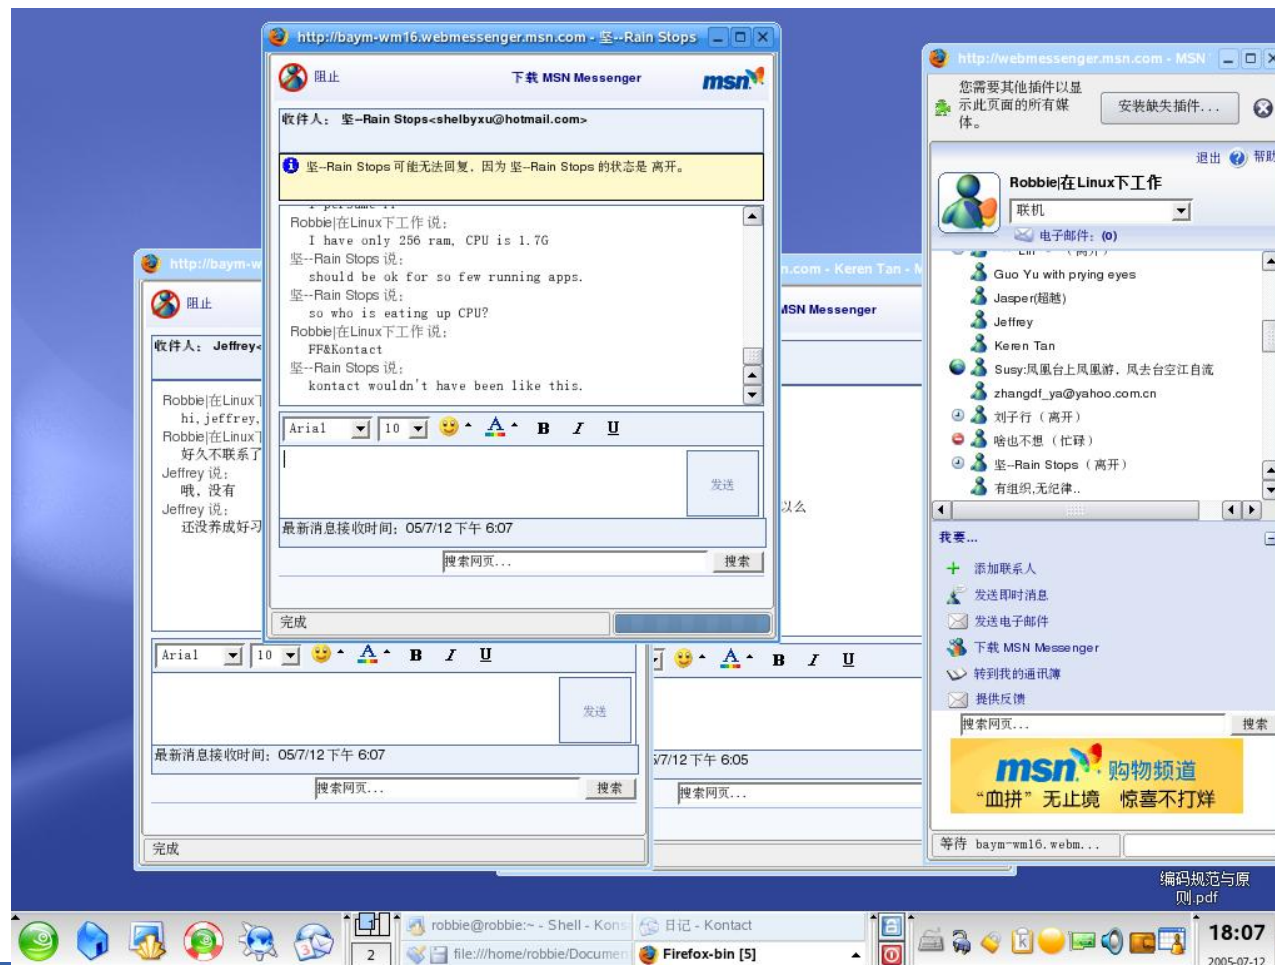 http://baym-wm16.webmessenger.msn.com - 坚--Rain Stops
阻止
下载 MSN Messenger
msn
收件人： 坚--Rain Stops<shelbyxu@hotmail.com>
坚--Rain Stops 可能无法回复，因为 坚--Rain Stops 的状态是 离开。
Robbie|在Linux下工作 说：
I have only 256 ram, CPU is 1.7G
坚--Rain Stops 说：
should be ok for so few running apps.
坚--Rain Stops 说：
so who is eating up CPU?
Robbie|在Linux下工作 说：
FF&Kontact
坚--Rain Stops 说：
kontact wouldn't have been like this.
Arial 10 A B I U
发送
最新消息接收时间：05/7/12 下午 6:07
搜索网页... 搜索
完成
http://baym-w
阻止
收件人： Jeffrey<
Robbie|在Linux下
hi,jeffrey,
Robbie|在Linux下
好久不联系了
Jeffrey 说：
哦，没有
Jeffrey 说：
还没养成好习
Arial 10 A B I U
发送
最新消息接收时间：05/7/12 下午 6:07
搜索网页... 搜索
完成
n.com - Keren Tan - M
MSN Messenger
以么
A B I U
5/7/12 下午 6:05
搜索网页...
http://webmessenger.msn.com - MSN
您需要其他插件以显
示此页面的所有媒
体。
安装缺失插件...
退出 帮助
Robbie|在Linux下工作
联机
电子邮件：(0)
Guo Yu with prying eyes
Jasper(超越)
Jeffrey
Keren Tan
Susy:凤凰台上凤凰游，凤去台空江自流
zhangdf_ya@yahoo.com.cn
刘子行（离开）
啥也不想（忙碌）
坚--Rain Stops（离开）
有组织,无纪律..
我要...
添加联系人
发送即时消息
发送电子邮件
下载 MSN Messenger
转到我的通讯簿
提供反馈
搜索网页... 搜索
msn 购物频道
“血拼”无止境 惊喜不打烊
等待 baym-wm16.webm...
编码规范与原
则.pdf
1
2
robbie@robbie:~ - Shell - Kons
日记 - Kontact
file:///home/robbie/Documen
Firefox-bin [5]
18:07
2005-07-12